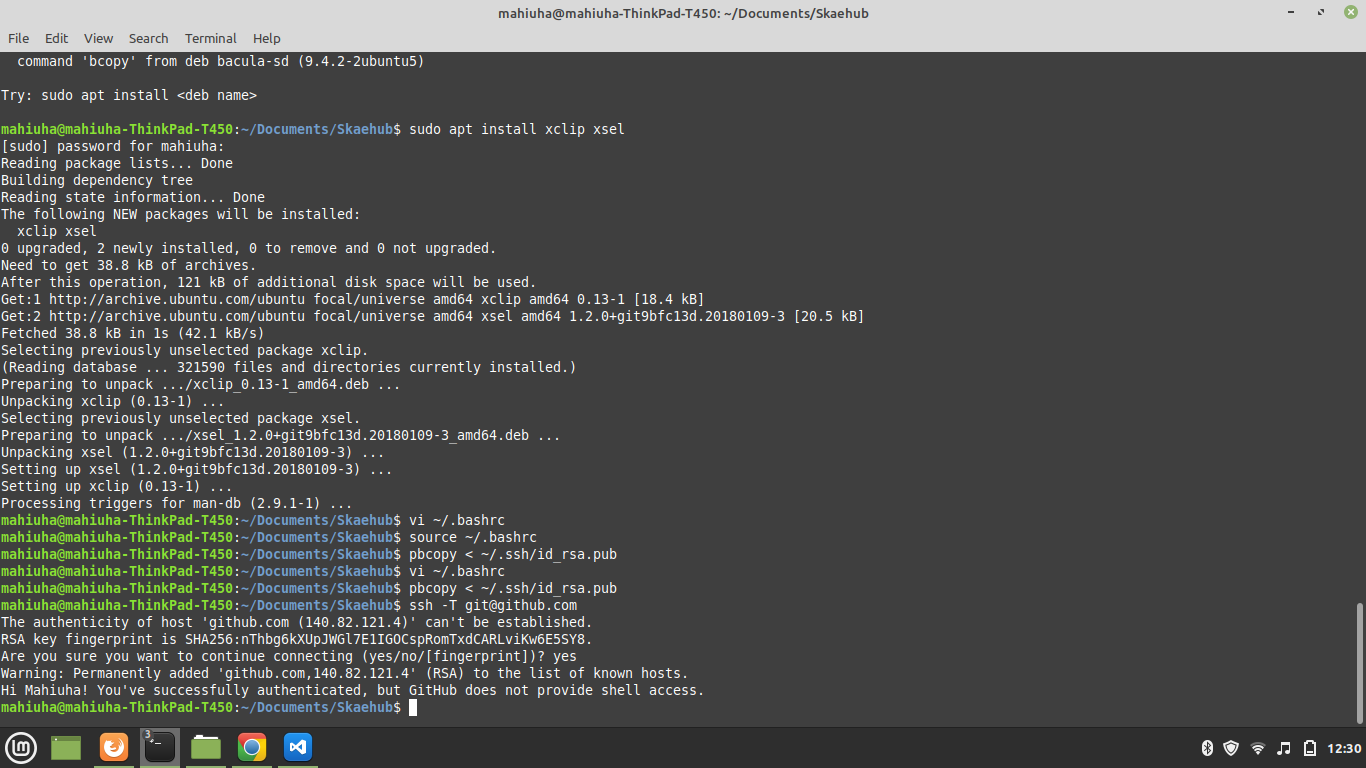 mahiuha@mahiuha-ThinkPad-T450: ~/Documents/Skaehub
File Edit View Search Terminal Help
command 'bcopy' from deb bacula-sd (9.4.2-2ubuntu5)
Try: sudo apt install <deb name>
mahiuha@mahiuha-ThinkPad-T450:~/Documents/Skaehub$ sudo apt install xclip xsel
[sudo] password for mahiuha:
Reading package lists... Done
Building dependency tree
Reading state information... Done
The following NEW packages will be installed:
xclip xsel
0 upgraded, 2 newly installed, 0 to remove and 0 not upgraded.
Need to get 38.8 kB of archives.
After this operation, 121 kB of additional disk space will be used.
Get:1 http://archive.ubuntu.com/ubuntu focal/universe amd64 xclip amd64 0.13-1 [18.4 kB]
Get:2 http://archive.ubuntu.com/ubuntu focal/universe amd64 xsel amd64 1.2.0+git9bfc13d.20180109-3 [20.5 kB]
Fetched 38.8 kB in 1s (42.1 kB/s)
Selecting previously unselected package xclip.
(Reading database ... 321590 files and directories currently installed.)
Preparing to unpack .../xclip_0.13-1_amd64.deb ...
Unpacking xclip (0.13-1) ...
Selecting previously unselected package xsel.
Preparing to unpack .../xsel_1.2.0+git9bfc13d.20180109-3_amd64.deb ...
Unpacking xsel (1.2.0+git9bfc13d.20180109-3) ...
Setting up xsel (1.2.0+git9bfc13d.20180109-3) ...
Setting up xclip (0.13-1) ...
Processing triggers for man-db (2.9.1-1) ...
mahiuha@mahiuha-ThinkPad-T450:~/Documents/Skaehub$ vi ~/.bashrc
mahiuha@mahiuha-ThinkPad-T450:~/Documents/Skaehub$ source ~/.bashrc
mahiuha@mahiuha-ThinkPad-T450:~/Documents/Skaehub$ pbcopy < ~/.ssh/id_rsa.pub
mahiuha@mahiuha-ThinkPad-T450:~/Documents/Skaehub$ vi ~/.bashrc
mahiuha@mahiuha-ThinkPad-T450:~/Documents/Skaehub$ pbcopy < ~/.ssh/id_rsa.pub
mahiuha@mahiuha-ThinkPad-T450:~/Documents/Skaehub$ ssh -T git@github.com
The authenticity of host 'github.com (140.82.121.4)' can't be established.
RSA key fingerprint is SHA256:nThbg6kXUpJWGl7E1IGOCspRomTxdCARLviKw6E5SY8.
Are you sure you want to continue connecting (yes/no/[fingerprint])? yes
Warning: Permanently added 'github.com,140.82.121.4' (RSA) to the list of known hosts.
Hi Mahiuha! You've successfully authenticated, but GitHub does not provide shell access.
mahiuha@mahiuha-ThinkPad-T450:~/Documents/Skaehub$
3
12:30